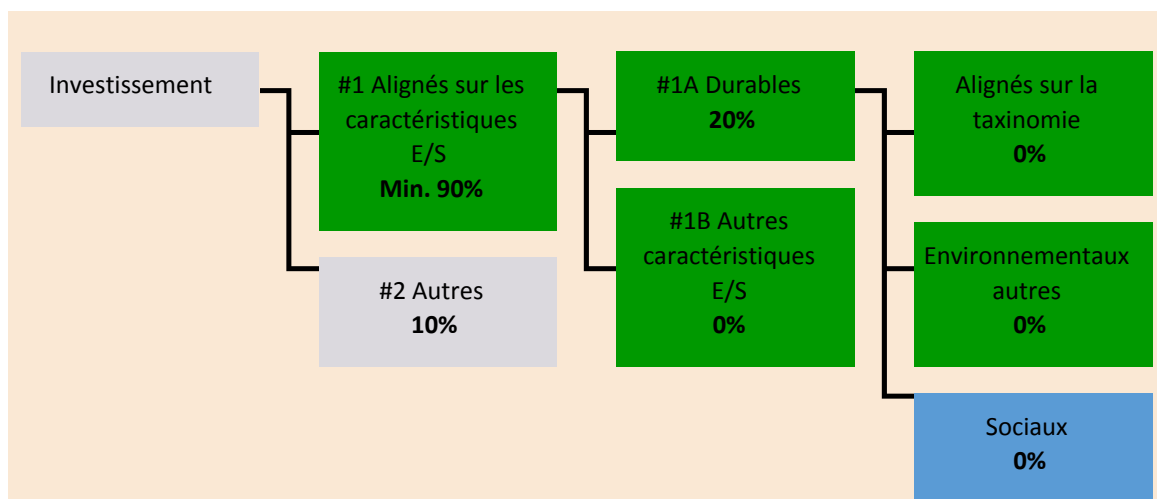 Investissement
#1 Alignés sur les
caractéristiques
E/S
Min. 90%
#2 Autres
10%
#1A Durables
20%
#1B Autres
caractéristiques
E/S
0%
Alignés sur la
taxinomie
0%
Environnementaux
autres
0%
Sociaux
0%